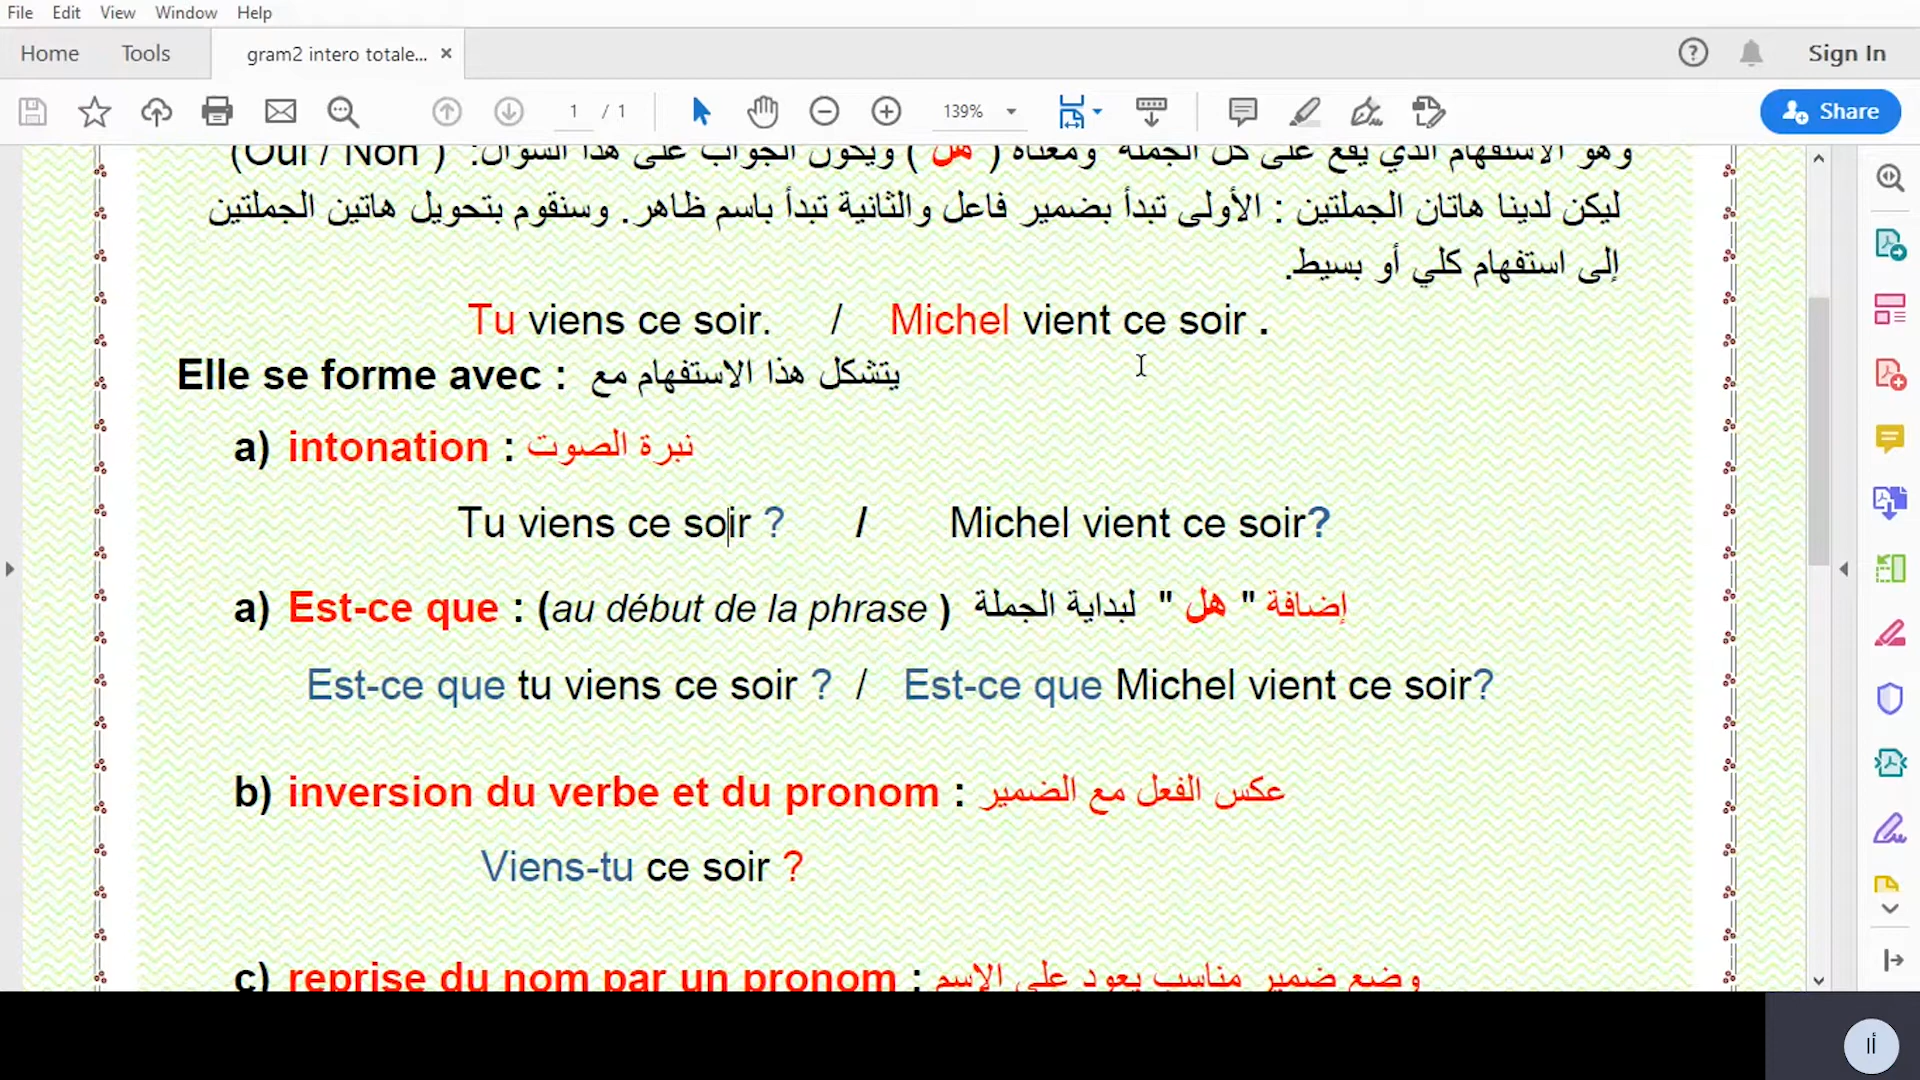 File Edit View Window Help
Home Tools gram2 intero totale... × Sign In
1 / 1 139% Share
وهو الاستفهام الذي يقع على كل الجملة ومعناه ( هل ) ويكون الجواب على هذا السؤال: ( Oui / Non )
ليكن لدينا هاتان الجملتين : الأولى تبدأ بضمير فاعل والثانية تبدأ باسم ظاهر. وسنقوم بتحويل هاتين الجملتين
إلى استفهام كلي أو بسيط.
Tu viens ce soir. / Michel vient ce soir .
Elle se forme avec : يتشكل هذا الاستفهام مع
a) intonation : نبرة الصوت
Tu viens ce soir ? / Michel vient ce soir?
a) Est-ce que : (au début de la phrase ) إضافة " هل " لبداية الجملة
Est-ce que tu viens ce soir ? / Est-ce que Michel vient ce soir?
b) inversion du verbe et du pronom : عكس الفعل مع الضمير
Viens-tu ce soir ?
c) reprise du nom par un pronom : وضع ضمير مناسب يعود على الإسم
أا